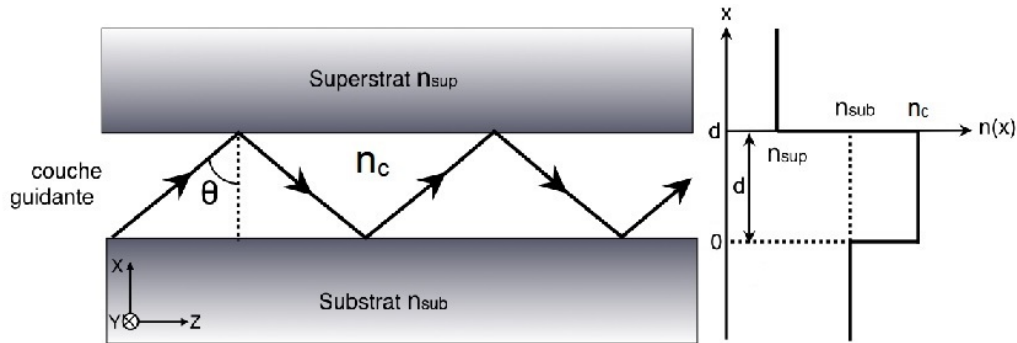 Superstrat nsup
couche
guidante
θ
nc
Substrat nsub
X
Y
Z
x
nsub
nc
d
n(x)
nsup
d
0